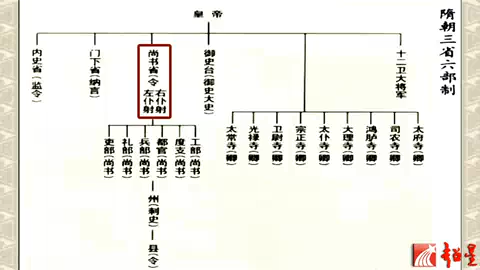 隋朝三省六部制
皇帝
内史省(监令)
门下省(纳言)
尚书省(令
左仆射
右仆射)
御史台(御史大史)
十二卫大将军
吏部(尚书)
礼部(尚书)
兵部(尚书)
都官(尚书)
度支(尚书)
工部(尚书)
州(刺史)
县(令)
太常寺(卿)
光禄寺(卿)
卫尉寺(卿)
宗正寺(卿)
太仆寺(卿)
大理寺(卿)
鸿胪寺(卿)
司农寺(卿)
太府寺(卿)
超星